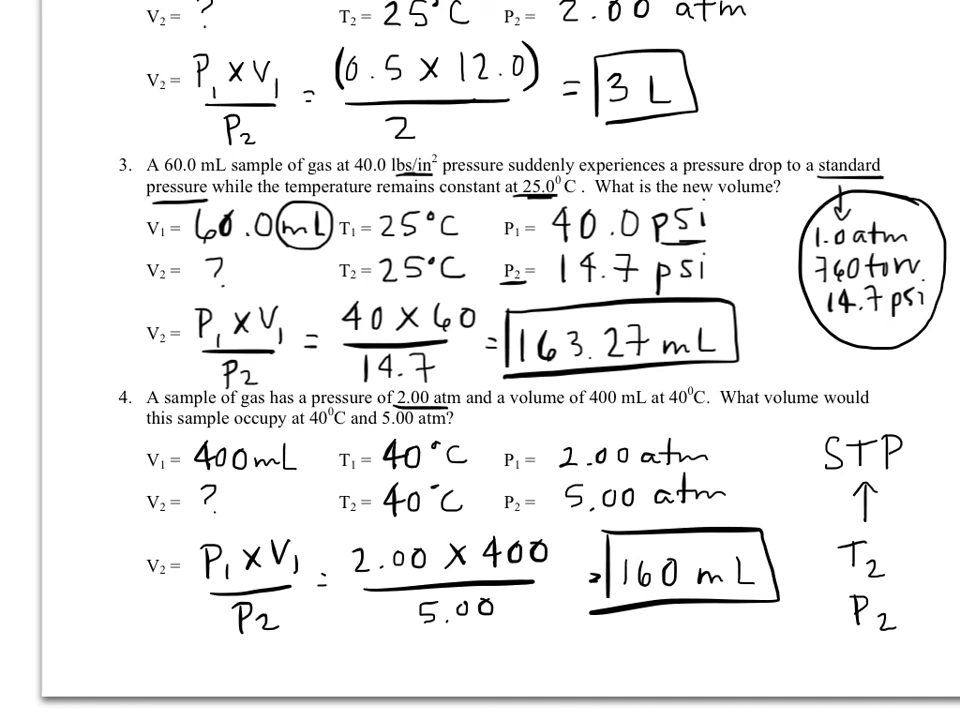 V₂ = ? T₂ = 25°C P₂ = 2.00 atm
V₂ = P₁ x V₁ / P₂ = (0.5 x 12.0) / 2 = 3 L
3. A 60.0 mL sample of gas at 40.0 lbs/in² pressure suddenly experiences a pressure drop to a standard
pressure while the temperature remains constant at 25.0⁰ C . What is the new volume?
V₁ = 60.0 mL T₁ = 25°C P₁ = 40.0 psi
V₂ = ? T₂ = 25°C P₂ = 14.7 psi
1.0 atm
760 torr
14.7 psi
V₂ = P₁ x V₁ / P₂ = 40 x 60 / 14.7 = 163.27 mL
4. A sample of gas has a pressure of 2.00 atm and a volume of 400 mL at 40⁰C. What volume would
this sample occupy at 40⁰C and 5.00 atm?
V₁ = 400mL T₁ = 40°C P₁ = 2.00 atm
V₂ = ? T₂ = 40°C P₂ = 5.00 atm
V₂ = P₁ x V₁ / P₂ = 2.00 x 400 / 5.00 = 160 mL
STP
↑
T₂
P₂